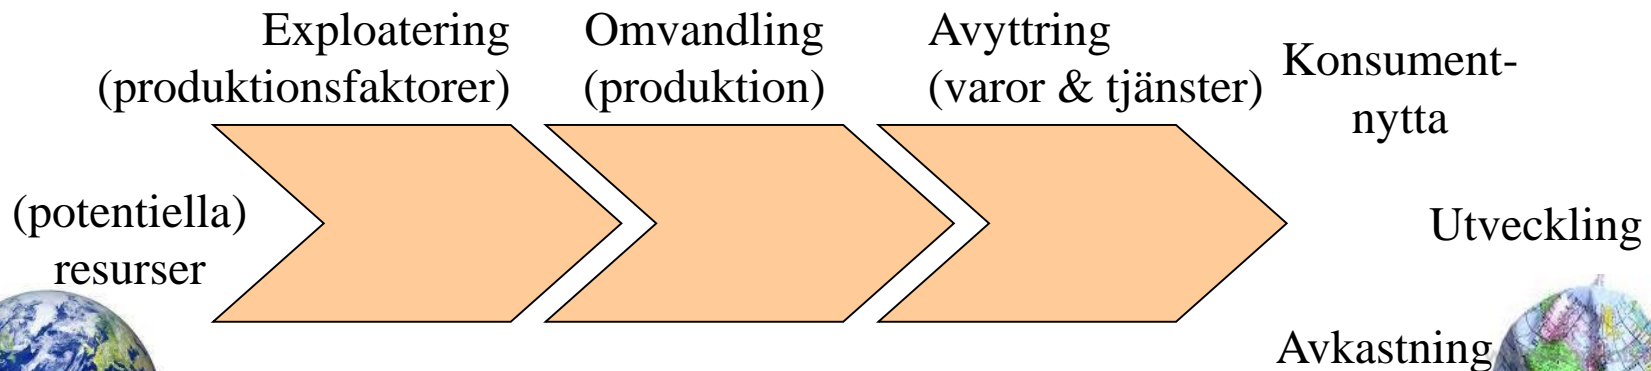 Exploatering
(produktionsfaktorer)
Omvandling
(produktion)
Avyttring
(varor & tjänster)
Konsument-
nytta
(potentiella)
resurser
Utveckling
Avkastning